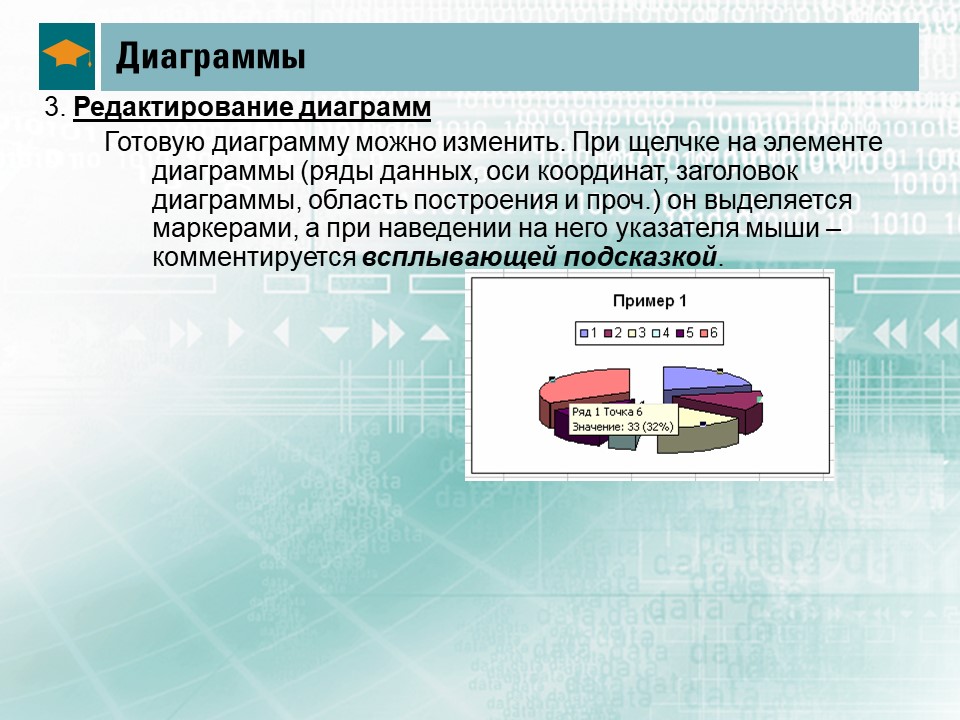 Диаграммы
3. Редактирование диаграмм
Готовую диаграмму можно изменить. При щелчке на элементе
диаграммы (ряды данных, оси координат, заголовок
диаграммы, область построения и проч.) он выделяется
маркерами, а при наведении на него указателя мыши –
комментируется всплывающей подсказкой.
Пример 1
1 2 3 4 5 6
Ряд 1 Точка 6
Значение: 33 (32%)